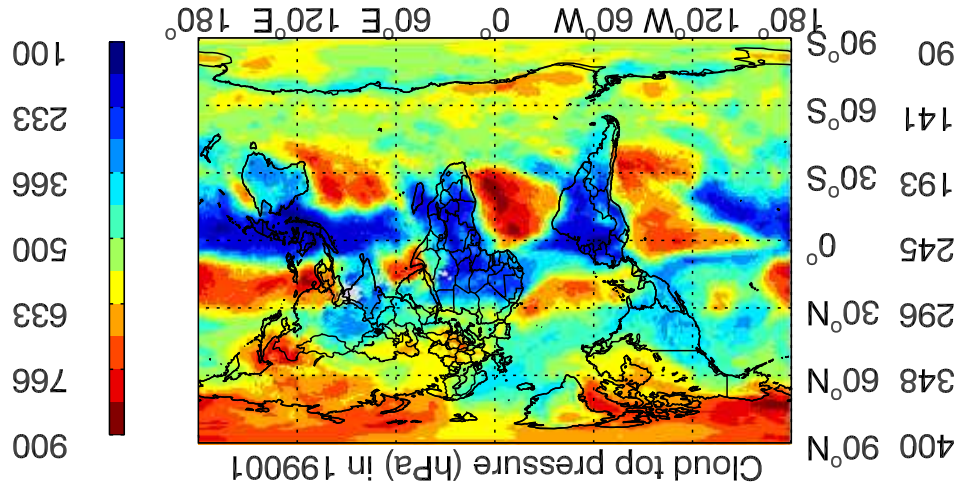 Cloud top pressure (hPa) in 199001
400 90°N 900
348 60°N 766
296 30°N 633
245 0° 500
193 30°S 366
141 60°S 233
90 90°S 100
180° 120°W 60°W 0 60°E 120°E 180°